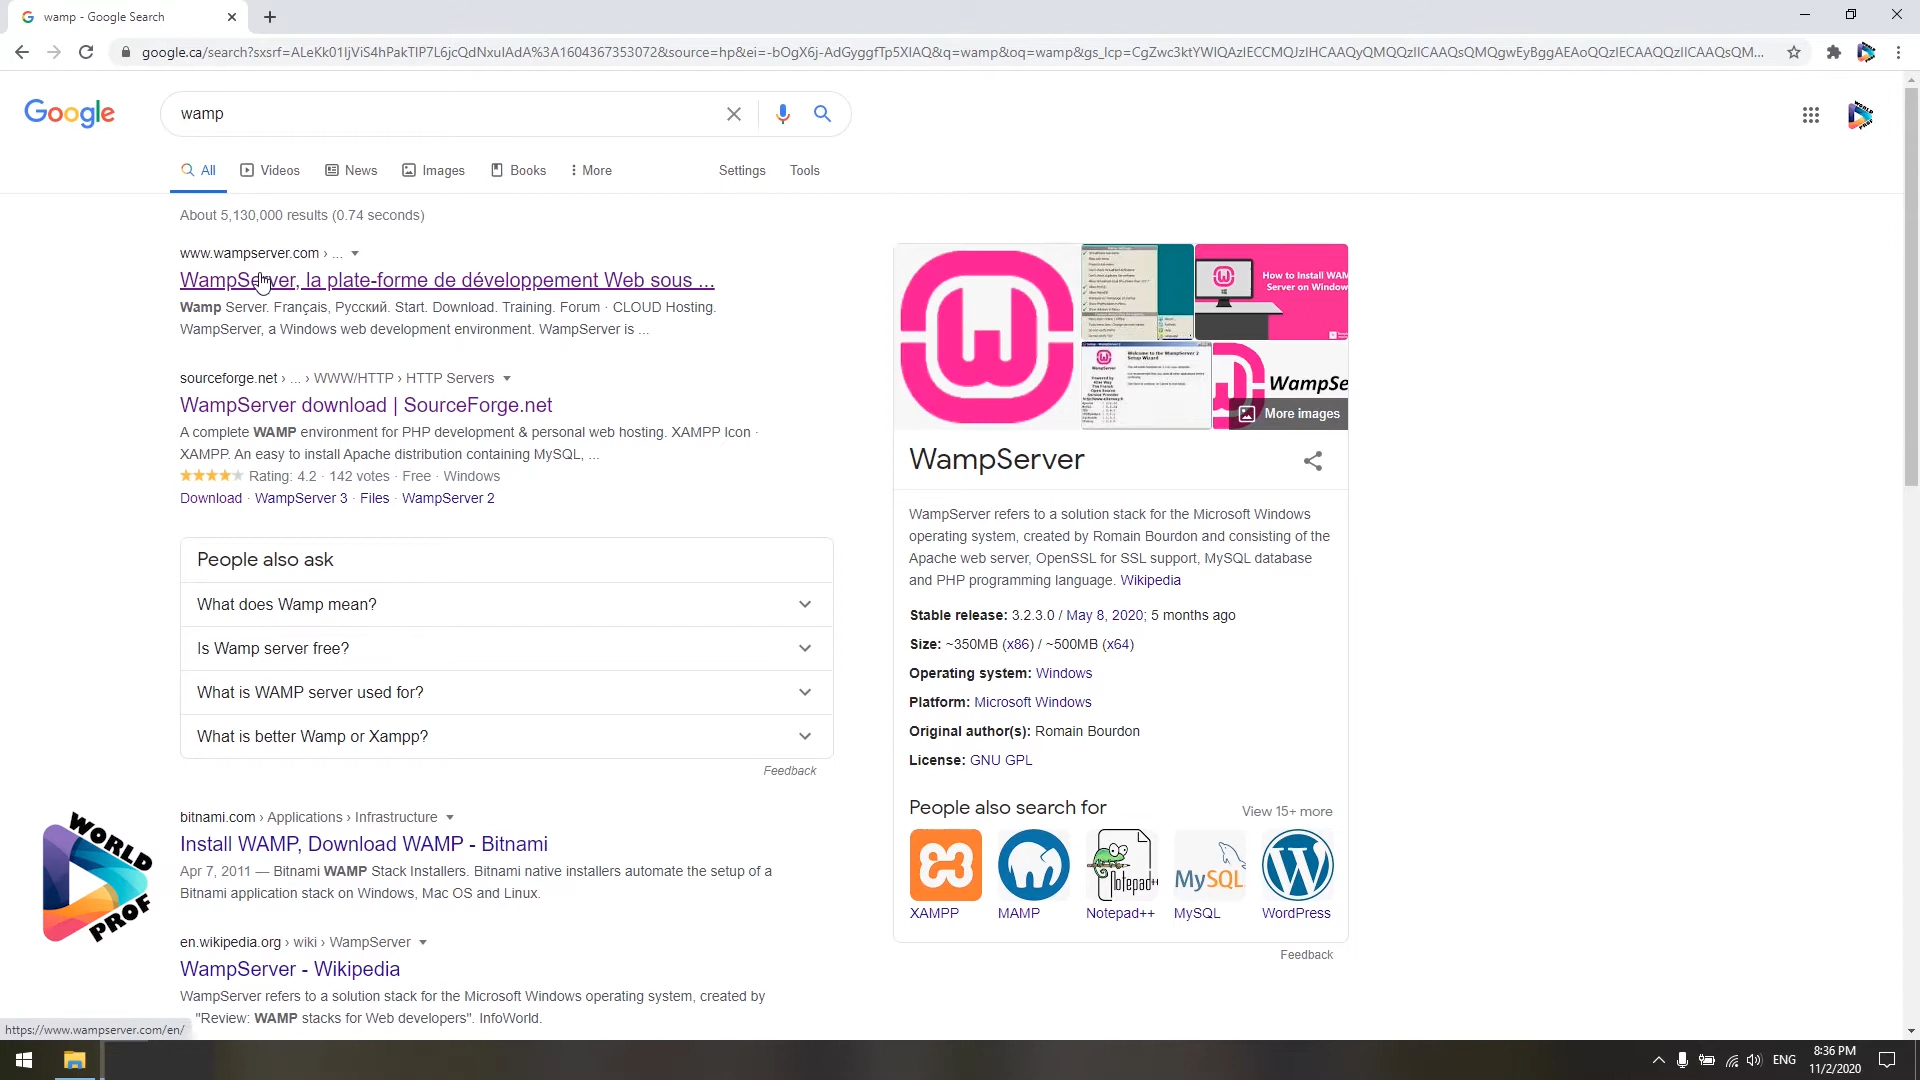 wamp - Google Search
google.ca/search?sxsrf=ALeKk01IjViS4hPakTlP7L6jcQdNxulAdA%3A1604367353072&source=hp&ei=-bOgX6j-AdGyggfTp5XIAQ&q=wamp&oq=wamp&gs_lcp=CgZwc3ktYWIQAzIECCMQJzIHCAAQyQMQQzIICAAQsQMQgwEyBggAEAoQQzIECAAQQzIICAAQsQM...
Google
wamp
WORLD PROF
All
Videos
News
Images
Books
More
Settings
Tools
About 5,130,000 results (0.74 seconds)
www.wampserver.com › ...
WampServer, la plate-forme de développement Web sous ...
Wamp Server. Français, Русский. Start. Download. Training. Forum · CLOUD Hosting.
WampServer, a Windows web development environment. WampServer is ...
sourceforge.net › ... › WWW/HTTP › HTTP Servers
WampServer download | SourceForge.net
A complete WAMP environment for PHP development & personal web hosting. XAMPP Icon ·
XAMPP. An easy to install Apache distribution containing MySQL, ...
Rating: 4.2 · 142 votes · Free · Windows
Download · WampServer 3 · Files · WampServer 2
People also ask
What does Wamp mean?
Is Wamp server free?
What is WAMP server used for?
What is better Wamp or Xampp?
Feedback
bitnami.com › Applications › Infrastructure
Install WAMP, Download WAMP - Bitnami
Apr 7, 2011 — Bitnami WAMP Stack Installers. Bitnami native installers automate the setup of a
Bitnami application stack on Windows, Mac OS and Linux.
en.wikipedia.org › wiki › WampServer
WampServer - Wikipedia
WampServer refers to a solution stack for the Microsoft Windows operating system, created by
"Review: WAMP stacks for Web developers". InfoWorld.
How to Install WAM
Server on Window
Welcome to the WampServer 2
Setup Wizard
WampSe
More images
WampServer
WampServer refers to a solution stack for the Microsoft Windows
operating system, created by Romain Bourdon and consisting of the
Apache web server, OpenSSL for SSL support, MySQL database
and PHP programming language. Wikipedia
Stable release: 3.2.3.0 / May 8, 2020; 5 months ago
Size: ~350MB (x86) / ~500MB (x64)
Operating system: Windows
Platform: Microsoft Windows
Original author(s): Romain Bourdon
License: GNU GPL
People also search for
View 15+ more
Notepad+
MySQL
XAMPP
MAMP
Notepad++
MySQL
WordPress
Feedback
WORLD
PROF
https://www.wampserver.com/en/
ENG
8:36 PM
11/2/2020